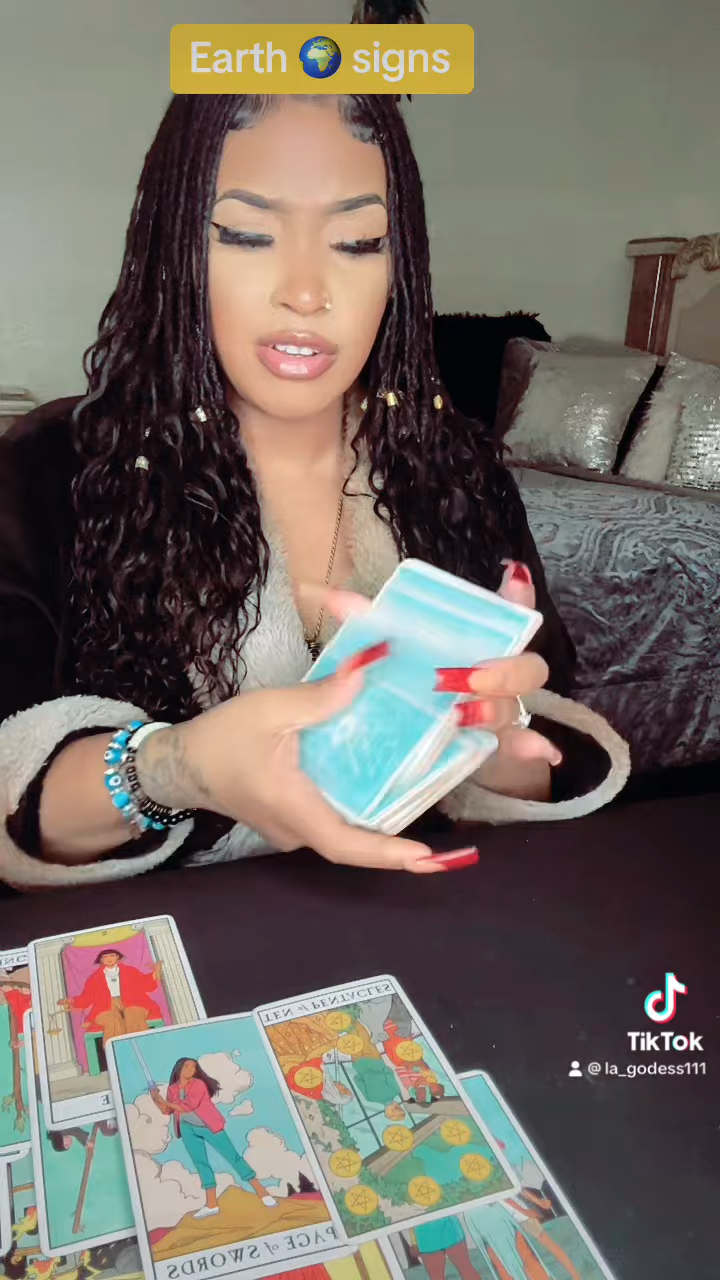 Earth 🌍 signs
TEN of PENTACLES
PAGE of SWORDS
TikTok
@la_godess111